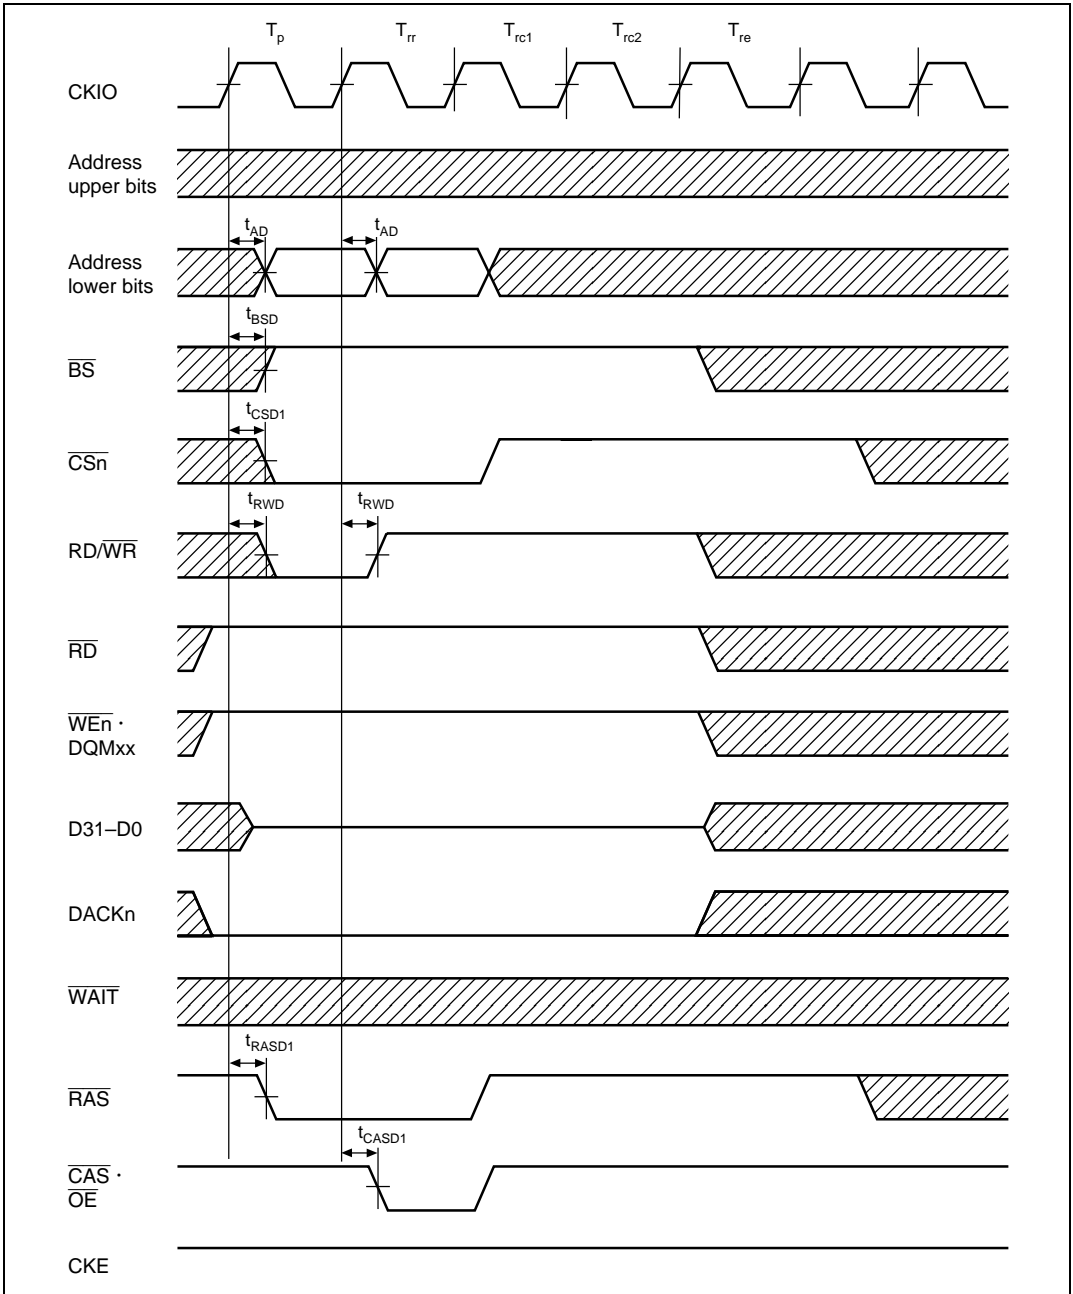 Tp Trr Trc1 Trc2 Tre
CKIO
Address
upper bits
tAD tAD
Address
lower bits
tBSD
BS
tCSD1
CSn
tRWD tRWD
RD/WR
RD
WEn ·
DQMxx
D31–D0
DACKn
WAIT
tRASD1
RAS
tCASD1
CAS ·
OE
CKE